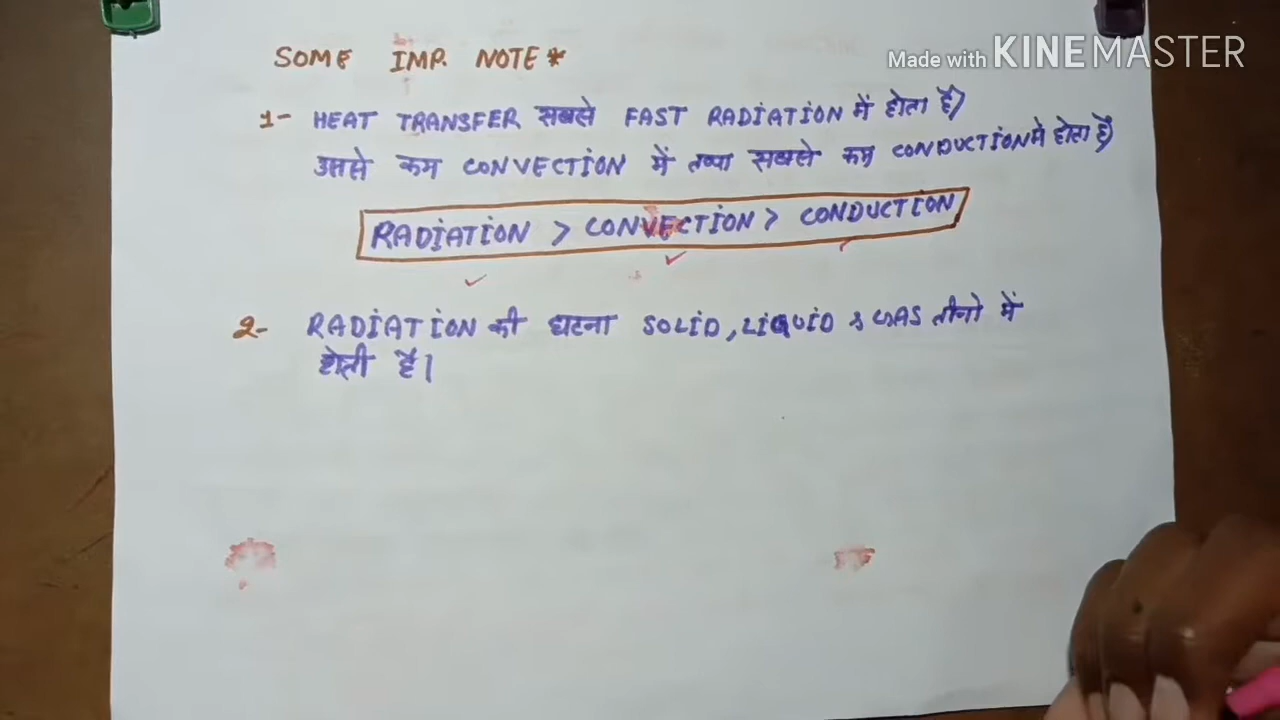 Made with KINEMASTER
SOME IMP. NOTE*
1- HEAT TRANSFER सबसे FAST RADIATION में होता है।
उससे कम CONVECTION में तथा सबसे कम CONDUCTION मे होता है।
RADIATION > CONVECTION > CONDUCTION
2- RADIATION की घटना SOLID, LIQUID & GAS तीनो में
होती है।